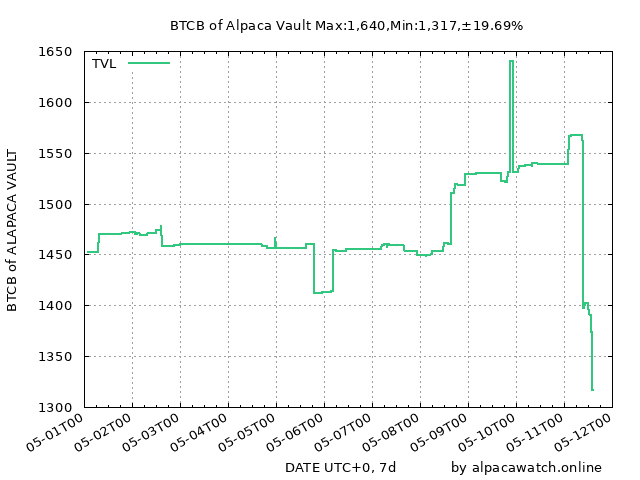 BTCB of Alpaca Vault Max:1,640,Min:1,317,±19.69%
TVL
1650
1600
1550
1500
1450
1400
1350
1300
BTCB of ALAPACA VAULT
05-01T00
05-02T00
05-03T00
05-04T00
05-05T00
05-06T00
05-07T00
05-08T00
05-09T00
05-10T00
05-11T00
05-12T00
DATE UTC+0, 7d
by alpacawatch.online